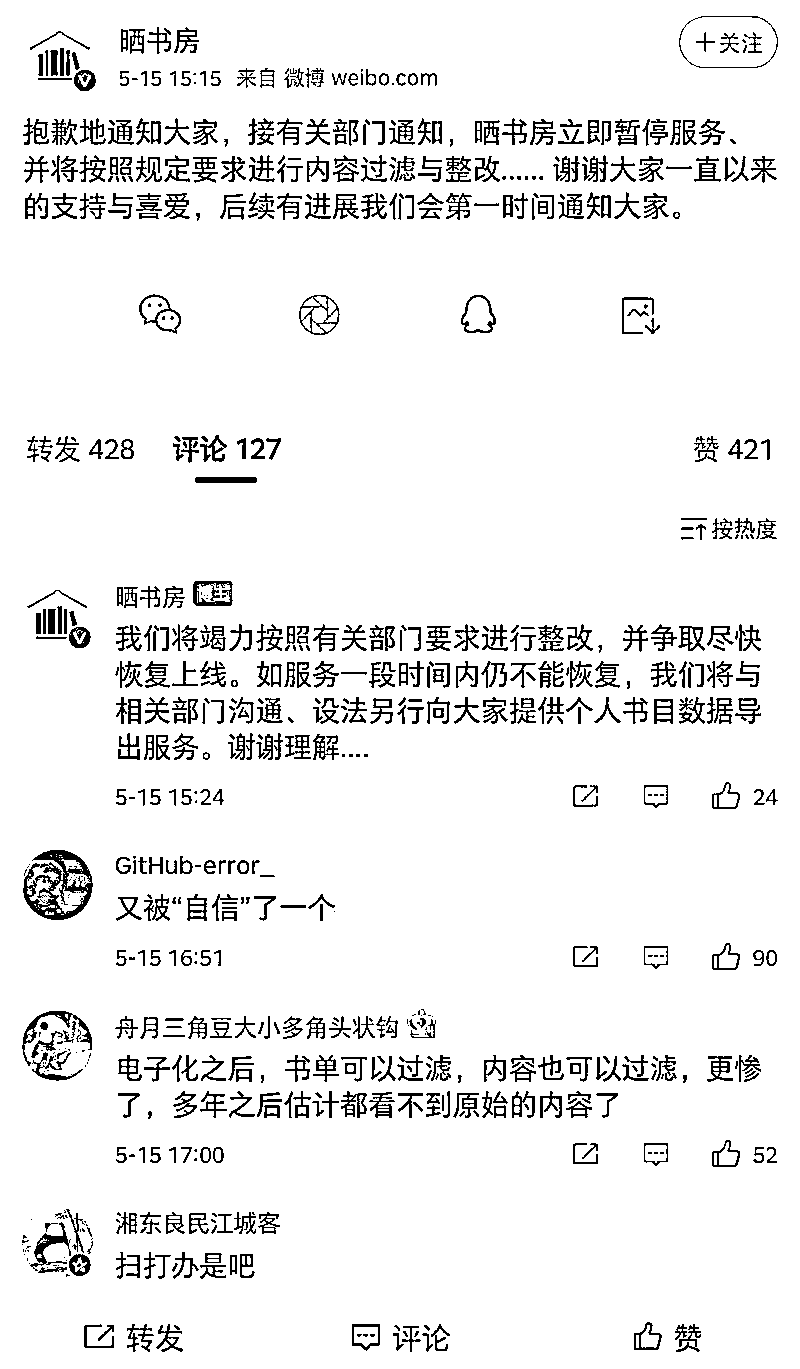 晒书房
＋关注
5-15 15:15 来自 微博 weibo.com
抱歉地通知大家，接有关部门通知，晒书房立即暂停服务、
并将按照规定要求进行内容过滤与整改...... 谢谢大家一直以来
的支持与喜爱，后续有进展我们会第一时间通知大家。
转发 428 评论 127 赞 421
按热度
晒书房 博主
我们将竭力按照有关部门要求进行整改，并争取尽快
恢复上线。如服务一段时间内仍不能恢复，我们将与
相关部门沟通、设法另行向大家提供个人书目数据导
出服务。谢谢理解....
5-15 15:24 24
GitHub-error_
又被“自信”了一个
5-15 16:51 90
舟月三角豆大小多角头状钩
电子化之后，书单可以过滤，内容也可以过滤，更惨
了，多年之后估计都看不到原始的内容了
5-15 17:00 52
湘东良民江城客
扫打办是吧
转发 评论 赞